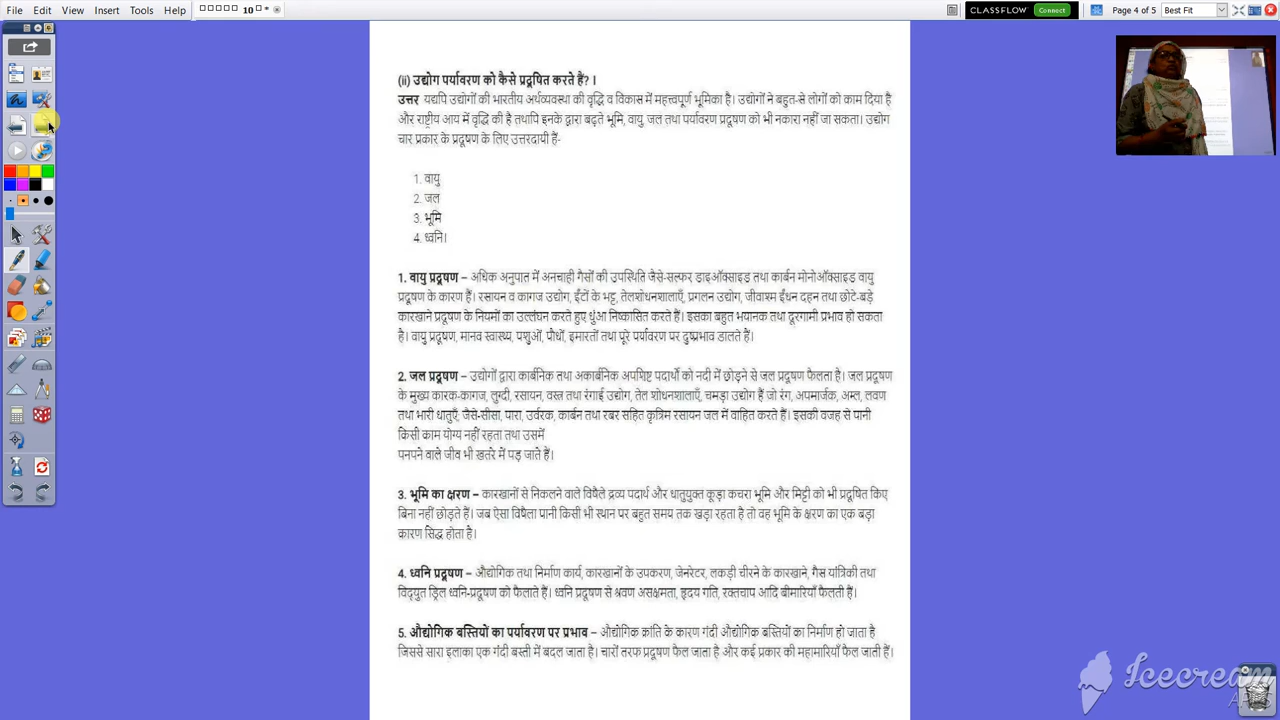 File Edit View Insert Tools Help 10 *
CLASSFLOW Connect Page 4 of 5 Best Fit
(ii) उद्योग पर्यावरण को कैसे प्रदूषित करते हैं? ।
उत्तर यद्यपि उद्योगों की भारतीय अर्थव्यवस्था की वृद्धि व विकास में महत्त्वपूर्ण भूमिका है। उद्योगों ने बहुत-से लोगों को काम दिया है
और राष्ट्रीय आय में वृद्धि की है तथापि इनके द्वारा बढ़ते भूमि, वायु, जल तथा पर्यावरण प्रदूषण को भी नकारा नहीं जा सकता। उद्योग
चार प्रकार के प्रदूषण के लिए उत्तरदायी हैं-
1. वायु
2. जल
3. भूमि
4. ध्वनि।
1. वायु प्रदूषण – अधिक अनुपात में अनचाही गैसों की उपस्थिति जैसे-सल्फर डाइऑक्साइड तथा कार्बन मोनोऑक्साइड वायु
प्रदूषण के कारण हैं। रसायन व कागज उद्योग, ईंटों के भट्ट, तेलशोधनशालाएँ, प्रगलन उद्योग, जीवाश्म ईंधन दहन तथा छोटे-बड़े
कारखाने प्रदूषण के नियमों का उल्लंघन करते हुए धुंआ निष्कासित करते हैं। इसका बहुत भयानक तथा दूरगामी प्रभाव हो सकता
है। वायु प्रदूषण, मानव स्वास्थ्य, पशुओं, पौधों, इमारतों तथा पूरे पर्यावरण पर दुष्प्रभाव डालते हैं।
2. जल प्रदूषण – उद्योगों द्वारा कार्बनिक तथा अकार्बनिक अपशिष्ट पदार्थों को नदी में छोड़ने से जल प्रदूषण फैलता है। जल प्रदूषण
के मुख्य कारक-कागज, लुग्दी, रसायन, वस्त्र तथा रंगाई उद्योग, तेल शोधनशालाएँ, चमड़ा उद्योग हैं जो रंग, अपमार्जक, अम्ल, लवण
तथा भारी धातुएँ, जैसे-सीसा, पारा, उर्वरक, कार्बन तथा रबर सहित कृत्रिम रसायन जल में वाहित करते हैं। इसकी वजह से पानी
किसी काम योग्य नहीं रहता तथा उसमें
पनपने वाले जीव भी खतरे में पड़ जाते हैं।
3. भूमि का क्षरण – कारखानों से निकलने वाले विषैले द्रव्य पदार्थ और धातुयुक्त कूड़ा कचरा भूमि और मिट्टी को भी प्रदूषित किए
बिना नहीं छोड़ते हैं। जब ऐसा विषैला पानी किसी भी स्थान पर बहुत समय तक खड़ा रहता है तो वह भूमि के क्षरण का एक बड़ा
कारण सिद्ध होता है।
4. ध्वनि प्रदूषण – औद्योगिक तथा निर्माण कार्य, कारखानों के उपकरण, जेनरेटर, लकड़ी चीरने के कारखाने, गैस यांत्रिकी तथा
विद्युत ड्रिल ध्वनि-प्रदूषण को फैलाते हैं। ध्वनि प्रदूषण से श्रवण असक्षमता, हृदय गति, रक्तचाप आदि बीमारियाँ फैलती हैं।
5. औद्योगिक बस्तियों का पर्यावरण पर प्रभाव – औद्योगिक क्रांति के कारण गंदी औद्योगिक बस्तियों का निर्माण हो जाता है
जिससे सारा इलाका एक गंदी बस्ती में बदल जाता है। चारों तरफ प्रदूषण फैल जाता है और कई प्रकार की महामारियाँ फैल जाती हैं।
Icecream
APPS